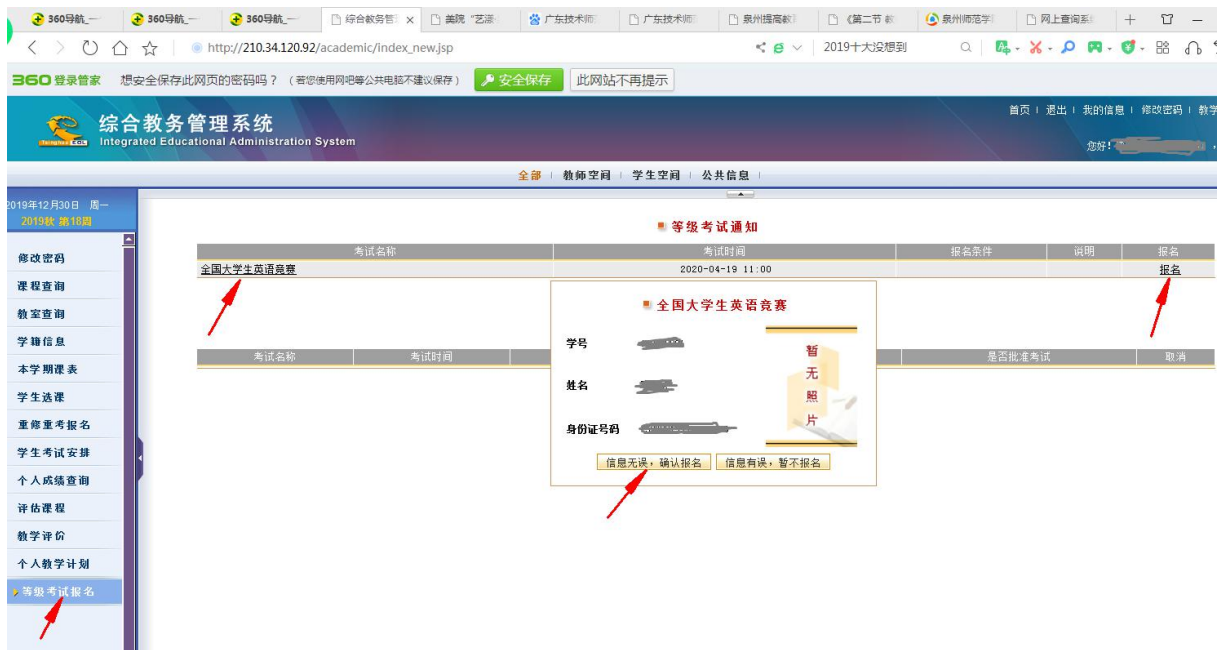 360导航_一 360导航_一 360导航_一 综合教务管 美院 “艺涯 广东技术师 广东技术师 泉州提高教 《第二节 教 泉州师范学 网上查询系
http://210.34.120.92/academic/index_new.jsp 2019十大没想到
360 登录管家 想安全保存此网页的密码吗？（若您使用网吧等公共电脑不建议保存） 安全保存 此网站不再提示
首页 | 退出 | 我的信息 | 修改密码 | 教学
综合教务管理系统
Integrated Educational Administration System
您好!
全部 | 教师空间 | 学生空间 | 公共信息 |
2019年12月30日 周一
2019秋 第18周
修改密码
课程查询
教室查询
学籍信息
本学期课表
学生选课
重修重考报名
学生考试安排
个人成绩查询
评估课程
教学评价
个人教学计划
等级考试报名
等级考试通知
考试名称 考试时间 报名条件 说明 报名
全国大学生英语竞赛 2020-04-19 11:00 报名
考试名称 考试时间 是否批准考试 取消
全国大学生英语竞赛
学号
姓名
身份证号码
暂
无
照
片
信息无误，确认报名 信息有误，暂不报名